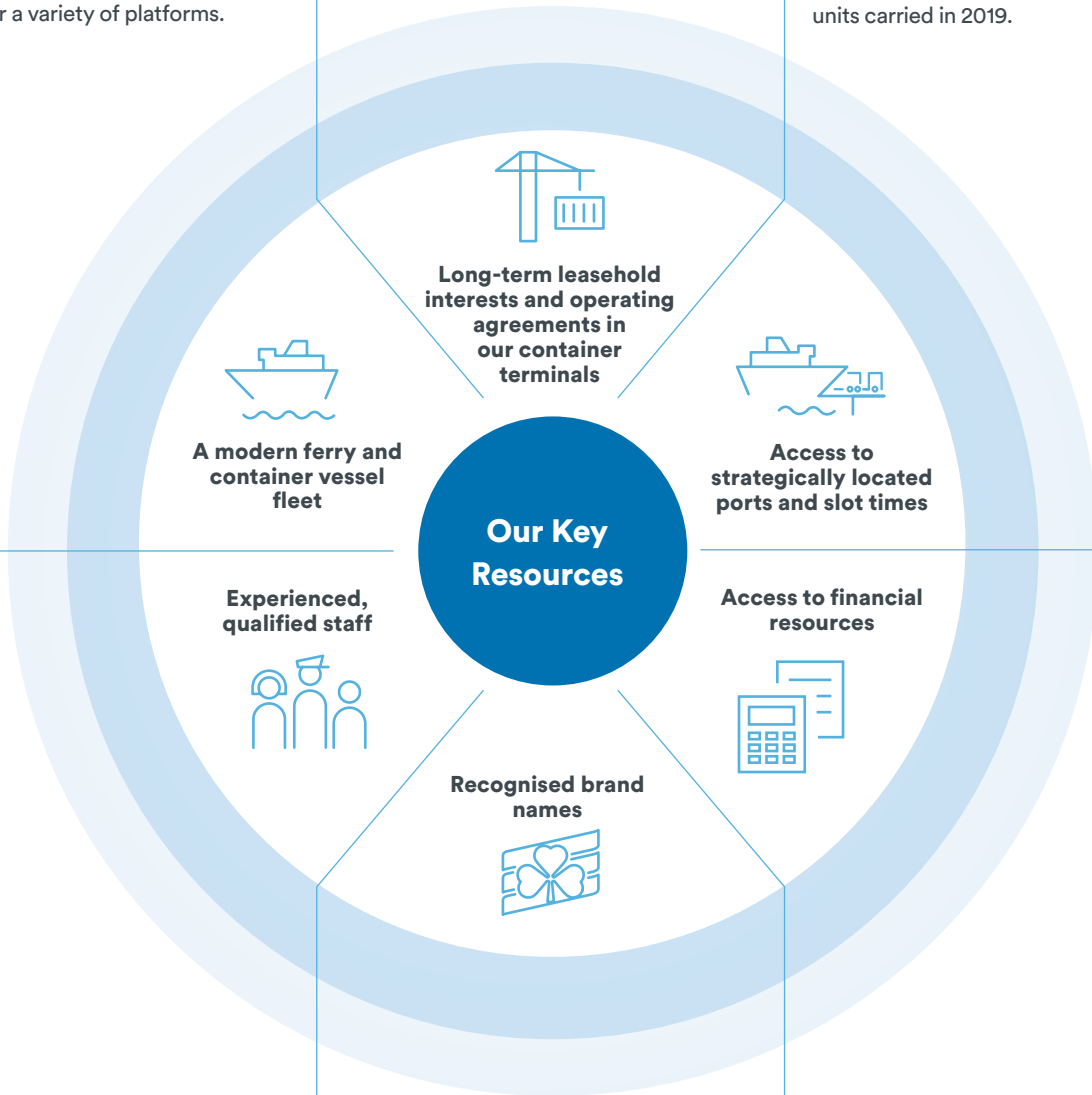 r a variety of platforms.
units carried in 2019.
Long-term leasehold
interests and operating
agreements in
our container
terminals
A modern ferry and
container vessel
fleet
Access to
strategically located
ports and slot times
Our Key
Resources
Experienced,
qualified staff
Access to financial
resources
Recognised brand
names